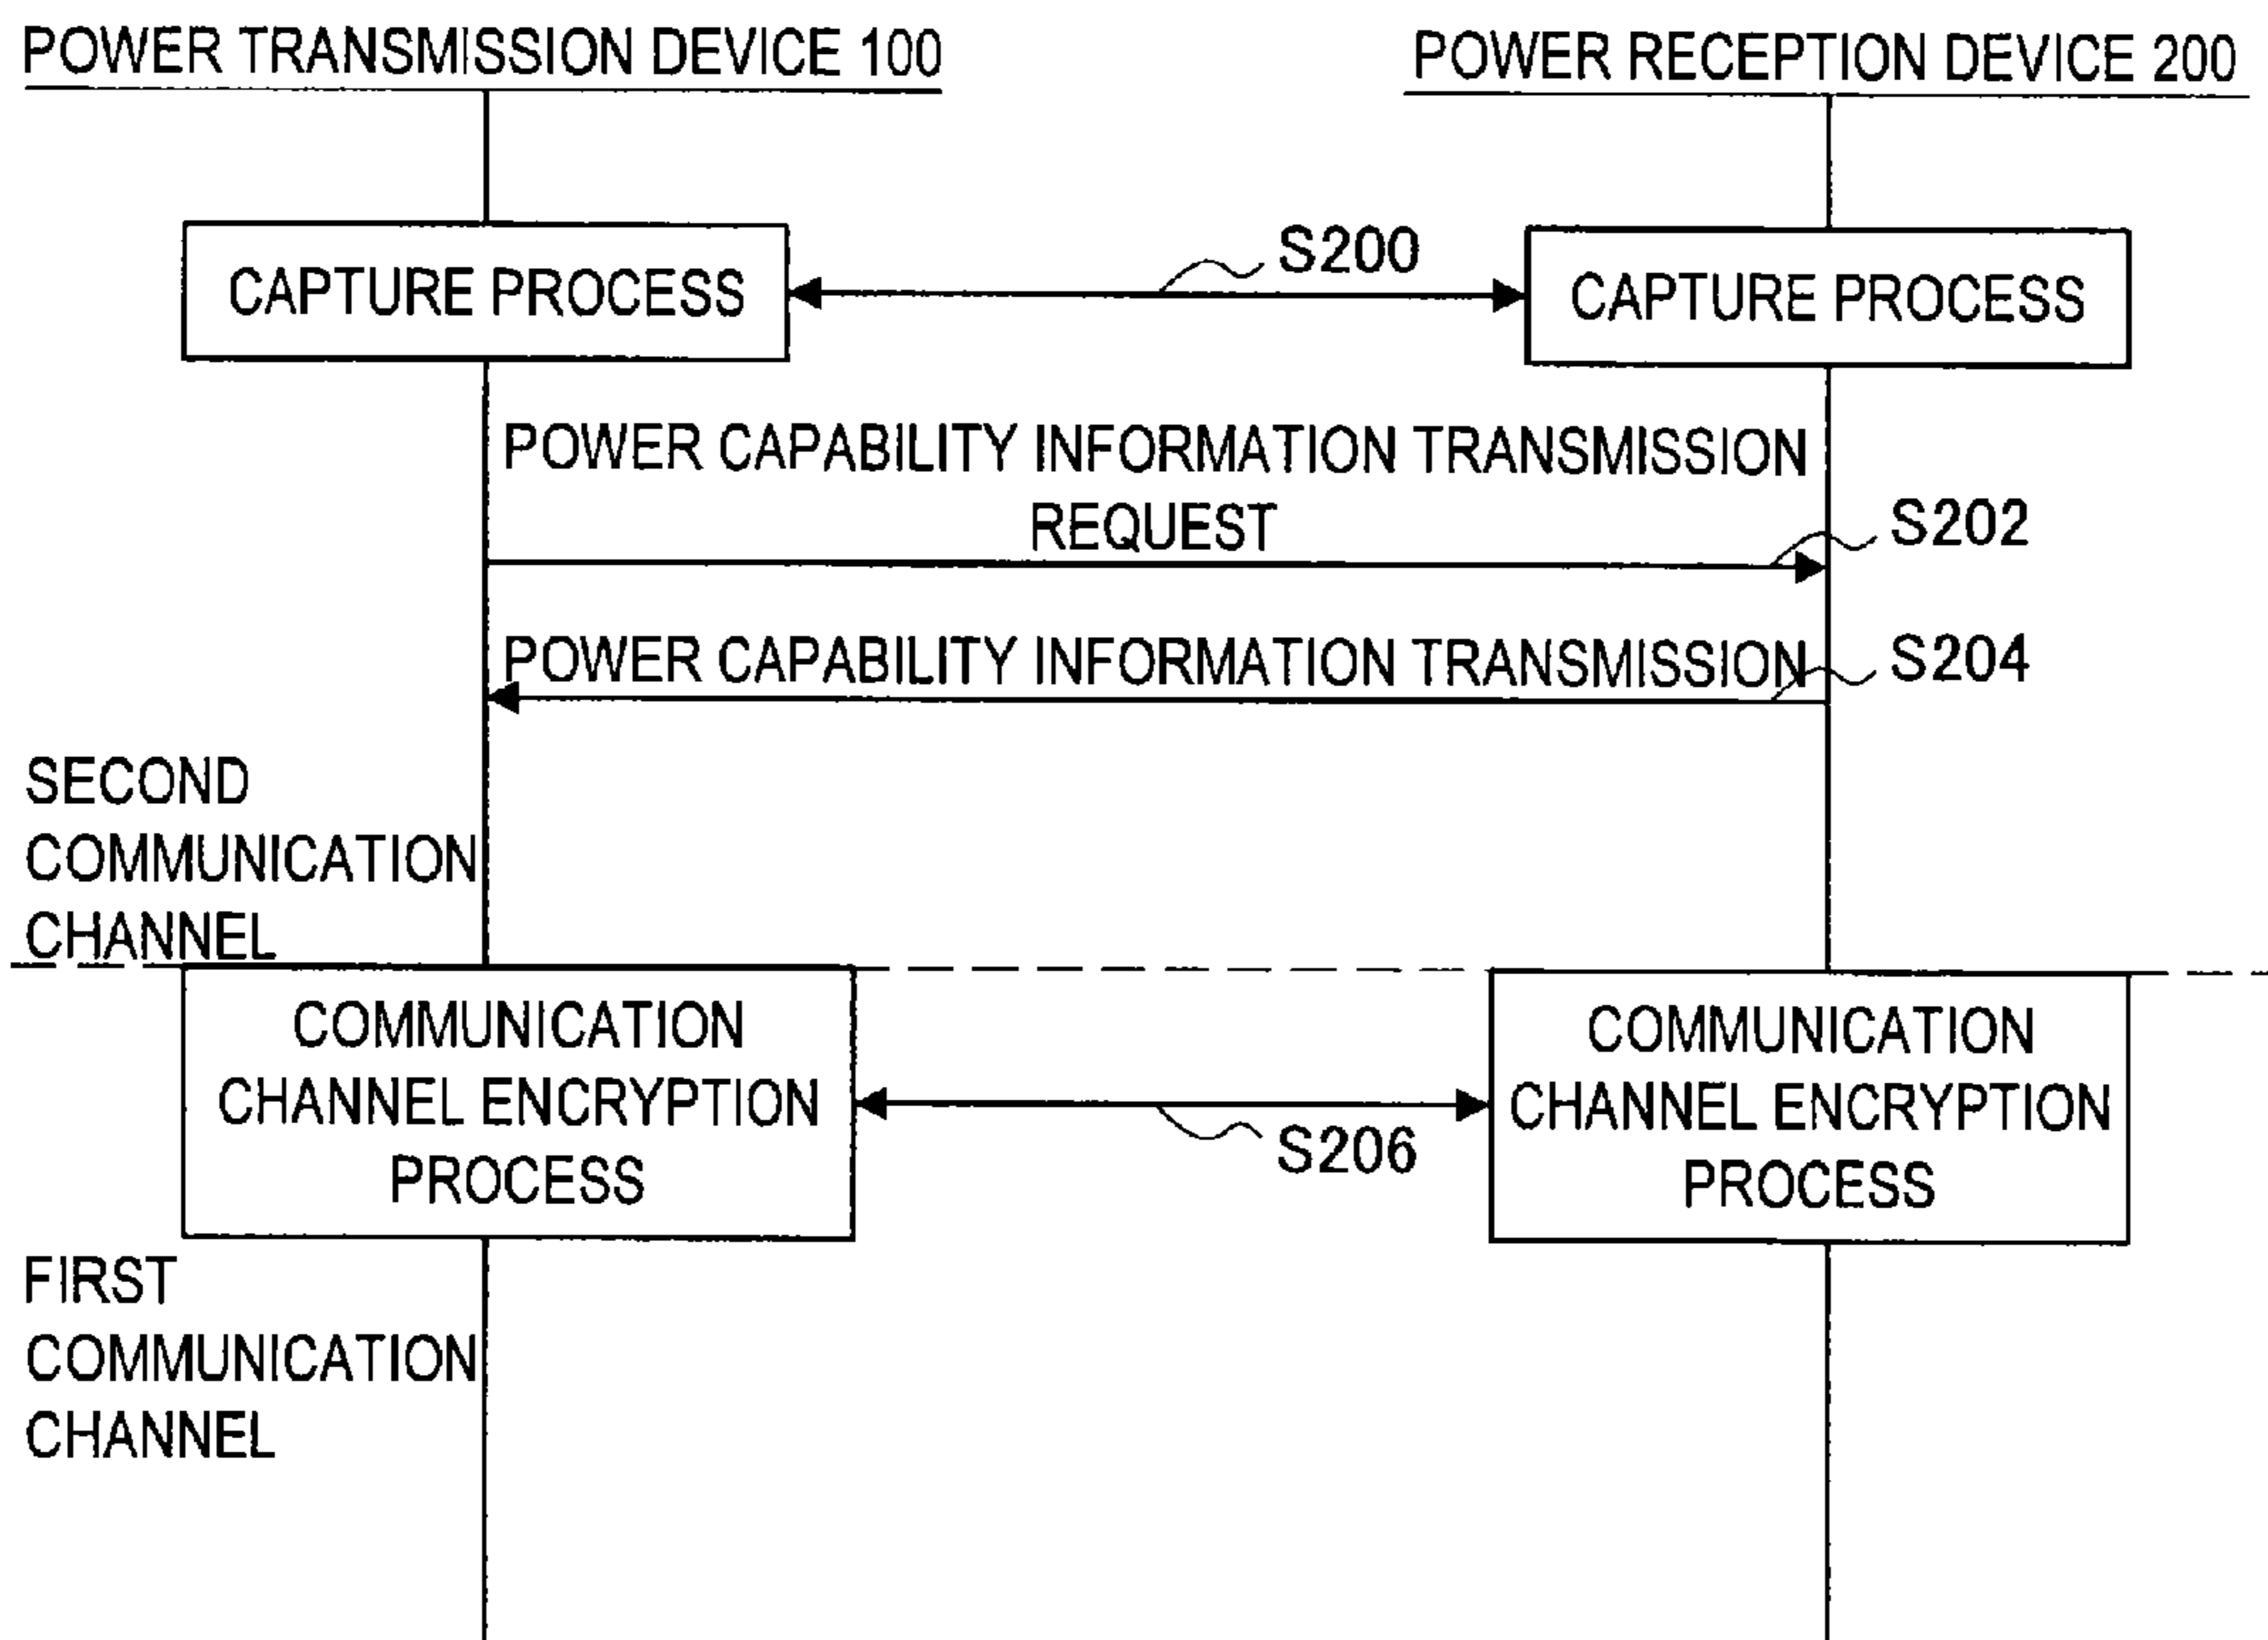 POWER TRANSMISSION DEVICE 100
POWER RECEPTION DEVICE 200
CAPTURE PROCESS
S200
CAPTURE PROCESS
POWER CAPABILITY INFORMATION TRANSMISSION
REQUEST
S202
POWER CAPABILITY INFORMATION TRANSMISSION
S204
SECOND
COMMUNICATION
CHANNEL
COMMUNICATION
CHANNEL ENCRYPTION
PROCESS
S206
COMMUNICATION
CHANNEL ENCRYPTION
PROCESS
FIRST
COMMUNICATION
CHANNEL